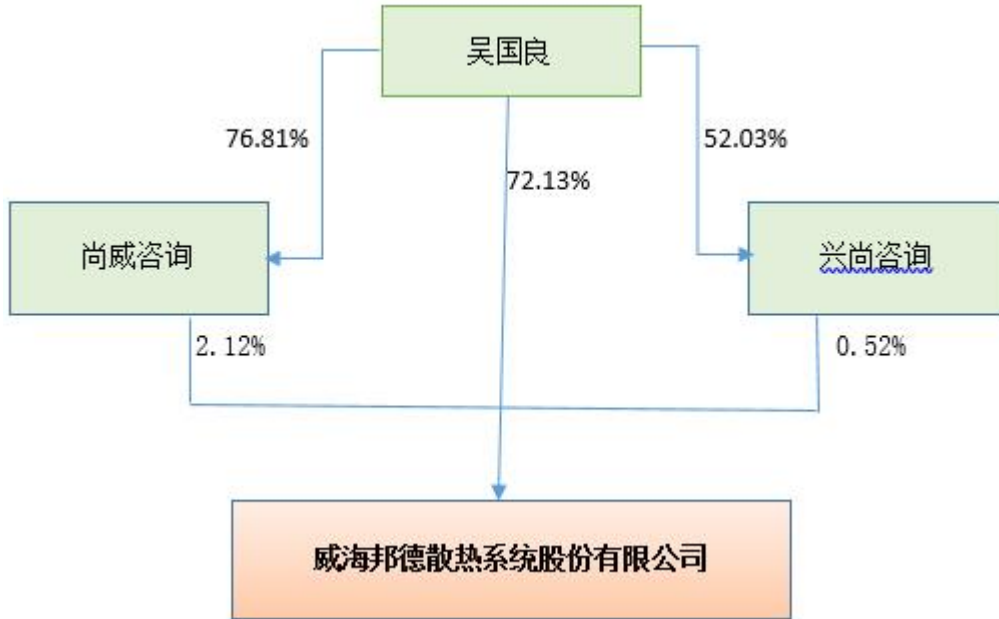 吴国良
76.81%
52.03%
72.13%
尚威咨询
兴尚咨询
2.12%
0.52%
威海邦德散热系统股份有限公司